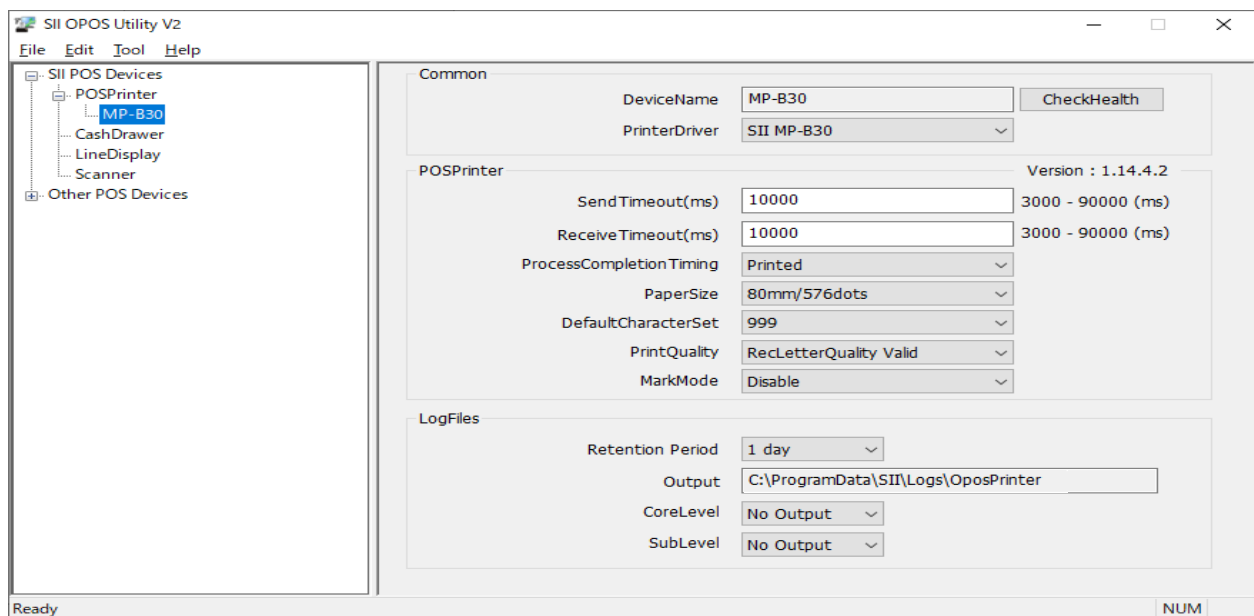 SII OPOS Utility V2
File Edit Tool Help
SII POS Devices
POSPrinter
MP-B30
CashDrawer
LineDisplay
Scanner
Other POS Devices
Common
DeviceName MP-B30 CheckHealth
PrinterDriver SII MP-B30
POSPrinter Version : 1.14.4.2
SendTimeout(ms) 10000 3000 - 90000 (ms)
ReceiveTimeout(ms) 10000 3000 - 90000 (ms)
ProcessCompletionTiming Printed
PaperSize 80mm/576dots
DefaultCharacterSet 999
PrintQuality RecLetterQuality Valid
MarkMode Disable
LogFiles
Retention Period 1 day
Output C:\ProgramData\SII\Logs\OposPrinter
CoreLevel No Output
SubLevel No Output
Ready NUM